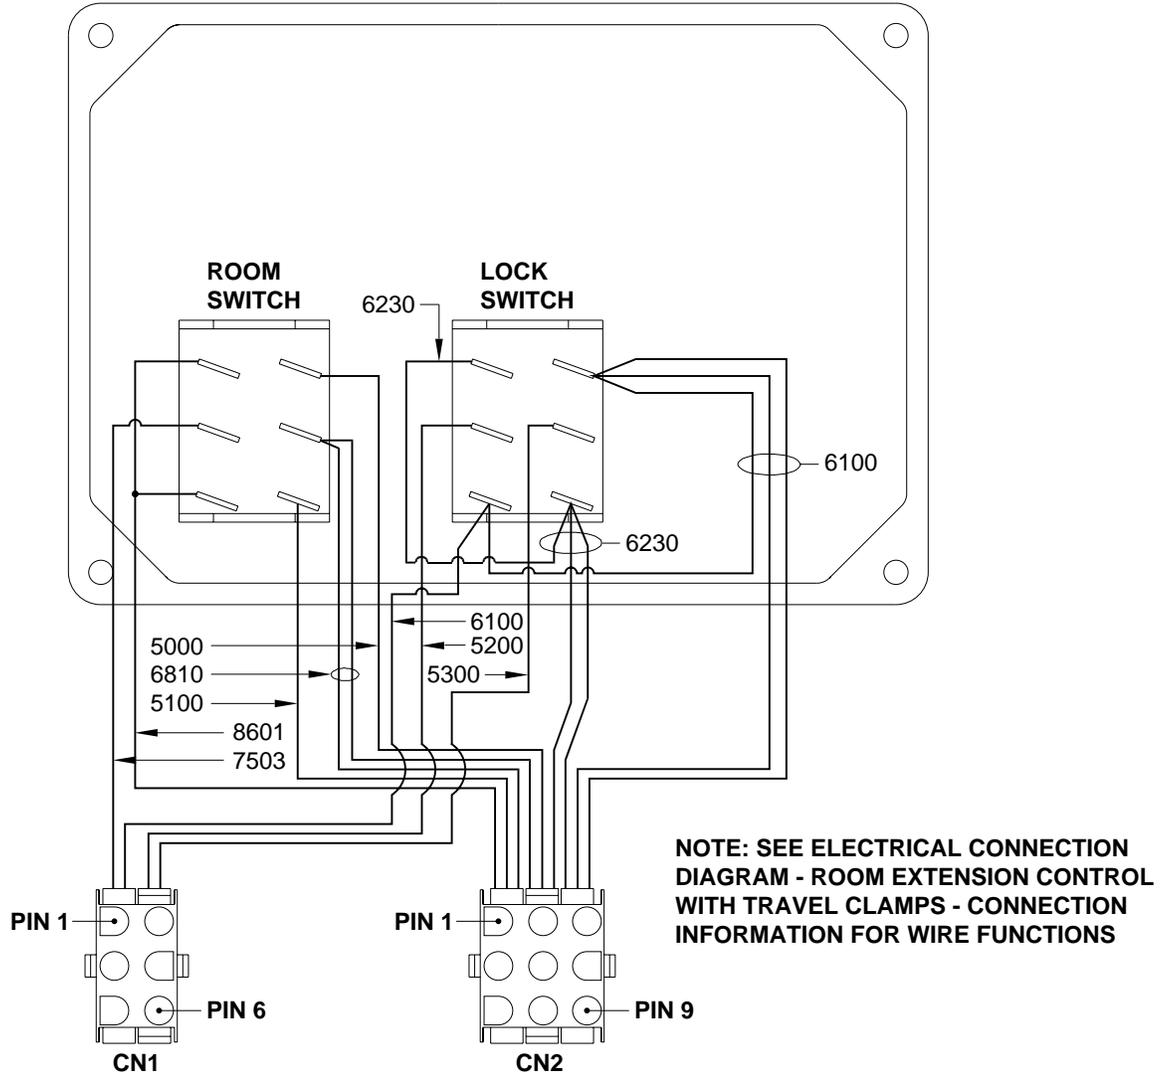 ROOM
SWITCH
LOCK
SWITCH
6230
6100
6230
6100
5000
5200
6810
5300
5100
8601
7503
NOTE: SEE ELECTRICAL CONNECTION
DIAGRAM - ROOM EXTENSION CONTROL
WITH TRAVEL CLAMPS - CONNECTION
INFORMATION FOR WIRE FUNCTIONS
PIN 1
PIN 1
PIN 6
PIN 9
CN1
CN2